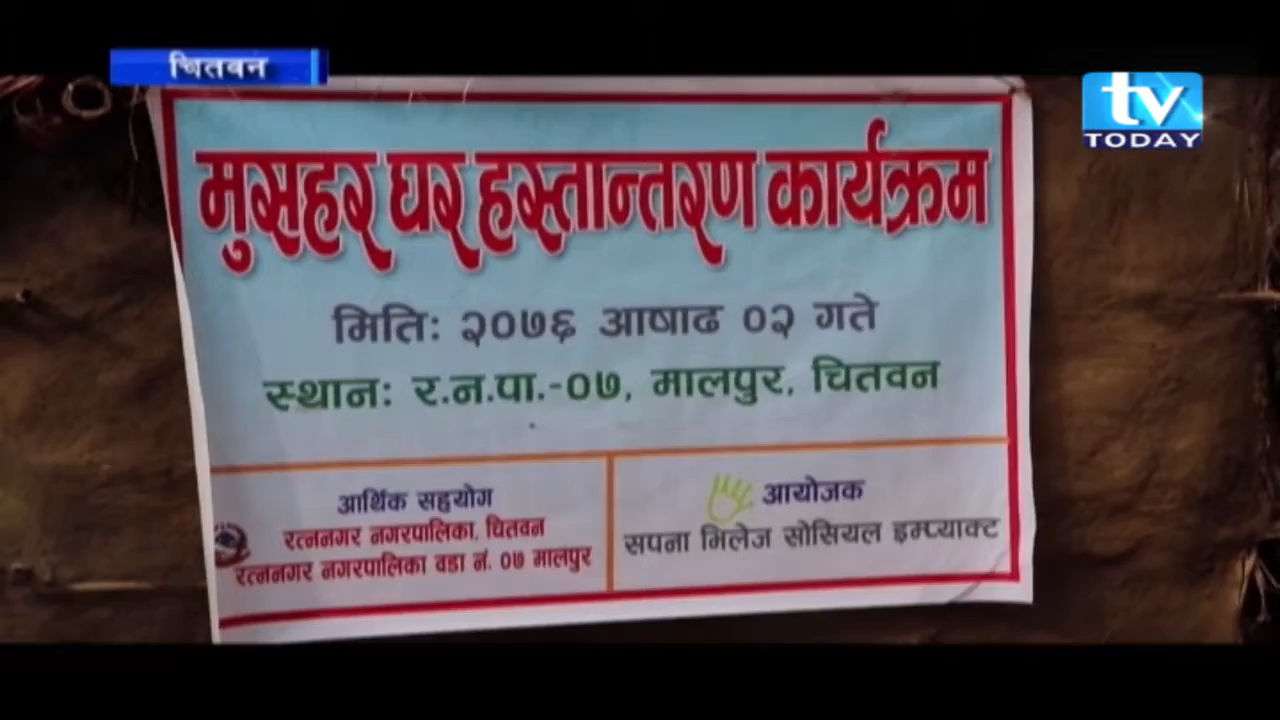 चितवन
tv
TODAY
मुसहर घर हस्तान्तरण कार्यक्रम
मिति: २०७६ आषाढ ०२ गते
स्थान: र.न.पा.-०७, मालपुर, चितवन
आर्थिक सहयोग
रत्ननगर नगरपालिका, चितवन
रत्ननगर नगरपालिका वडा नं. ०७ मालपुर
आयोजक
सपना भिलेज सोसियल इम्प्याक्ट